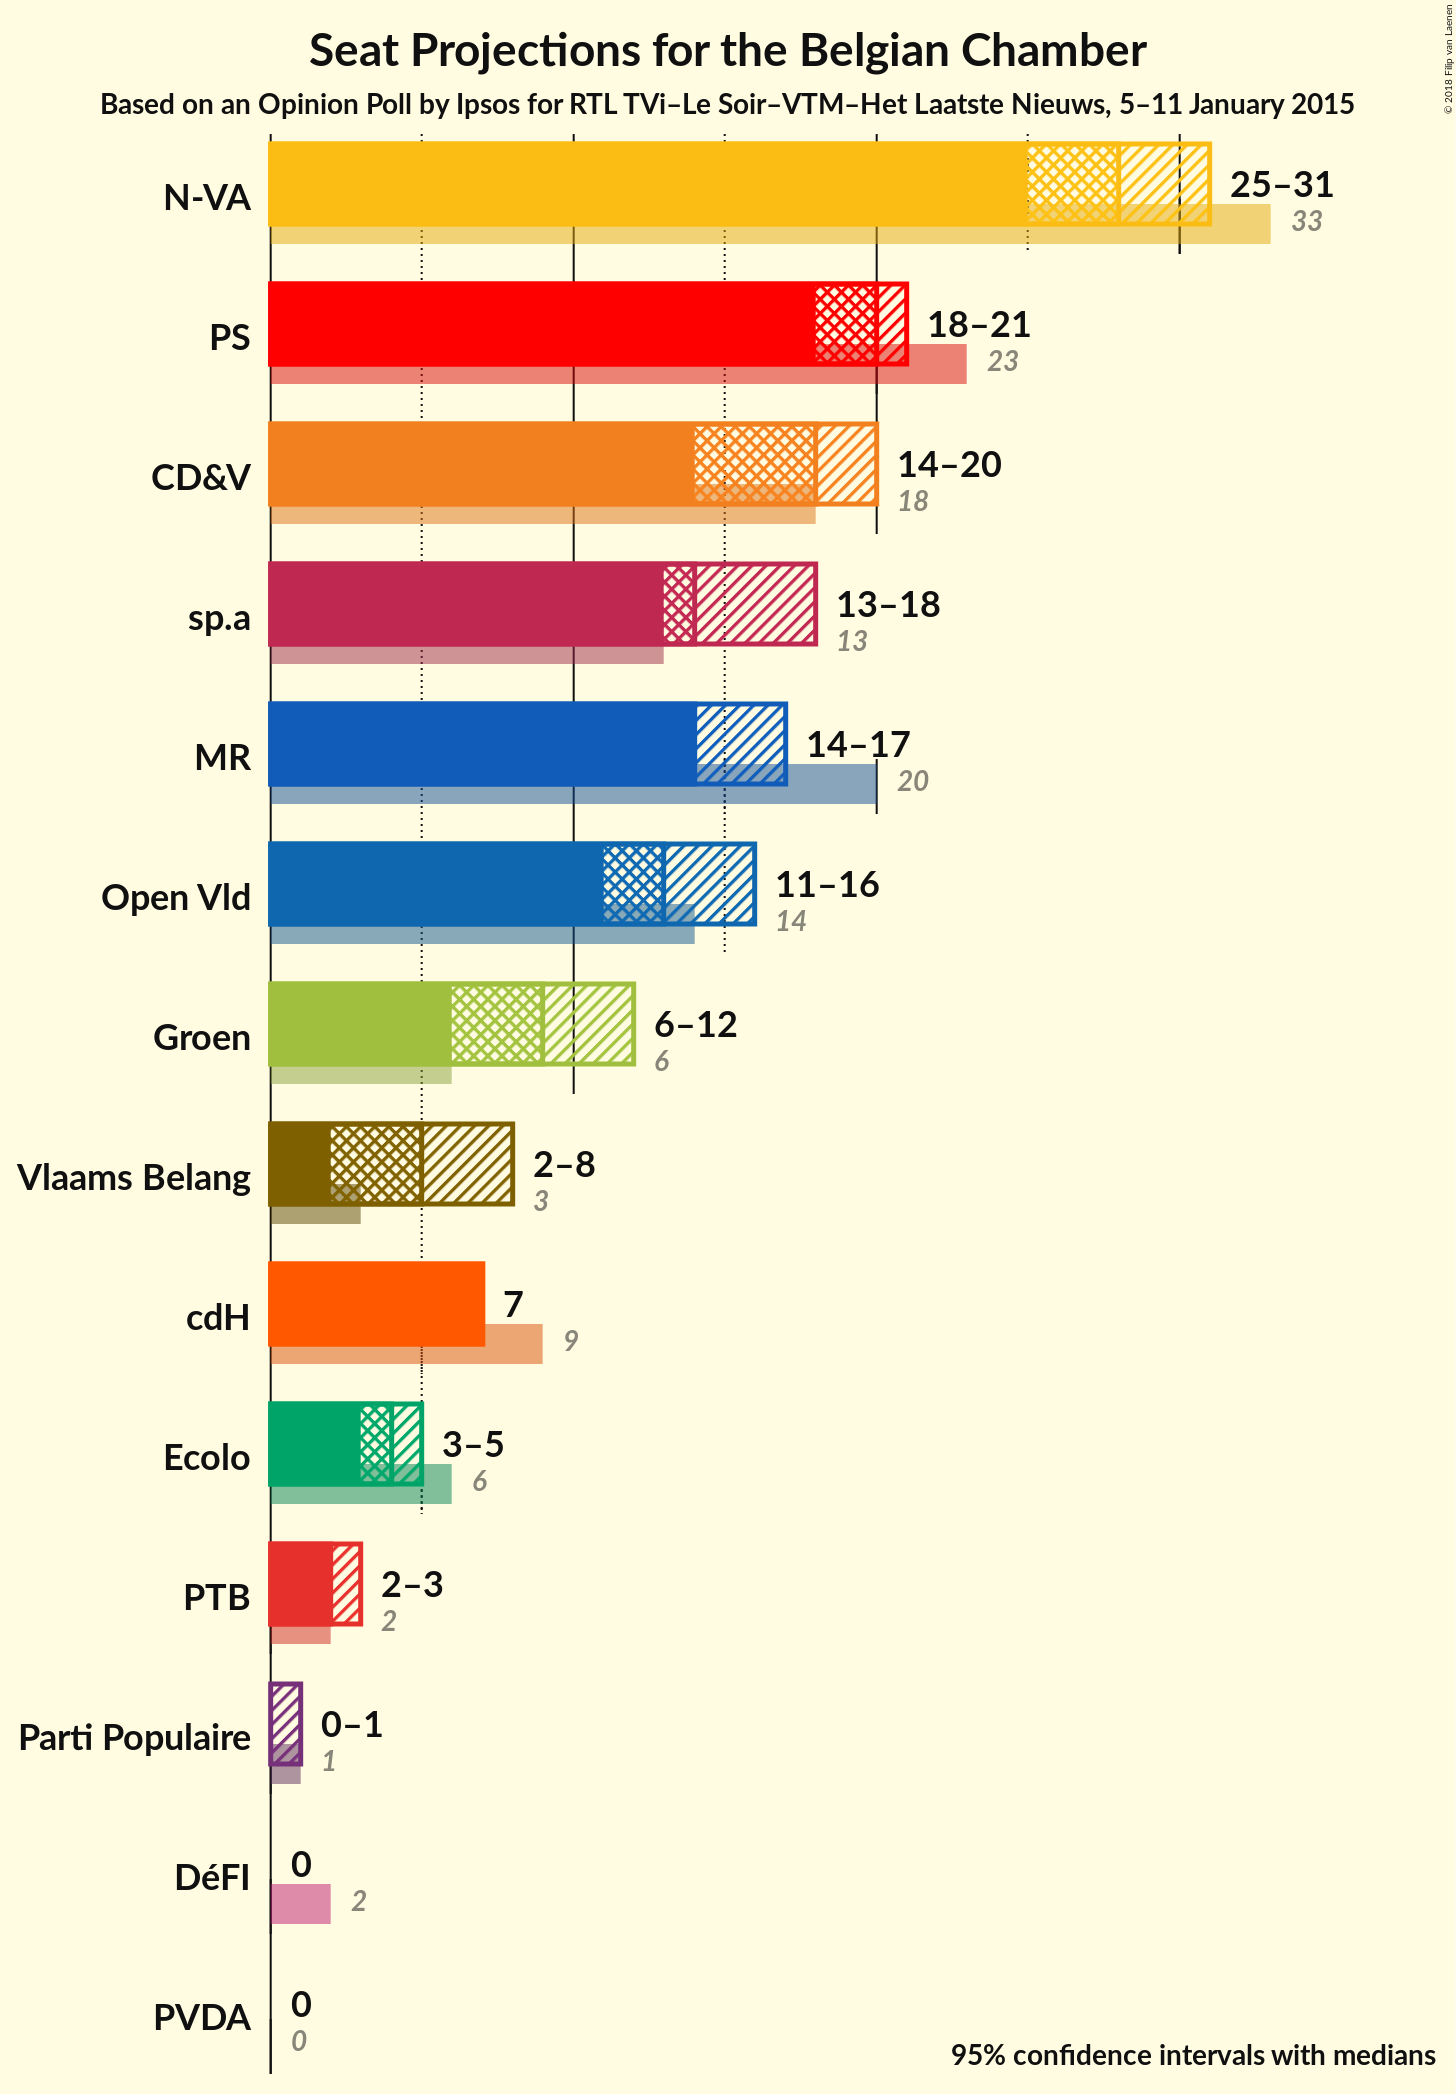 Seat Projections for the Belgian Chamber
Based on an Opinion Poll by Ipsos for RTL TVi–Le Soir–VTM–Het Laatste Nieuws, 5–11 January 2015
© 2018 Filip van Laenen
N-VA
25–31
33
PS
18–21
23
CD&V
14–20
18
sp.a
13–18
13
MR
14–17
20
Open Vld
11–16
14
Groen
6–12
6
Vlaams Belang
2–8
3
cdH
7
9
Ecolo
3–5
6
PTB
2–3
2
Parti Populaire
0–1
1
DéFI
0
2
PVDA
0
0
95% confidence intervals with medians